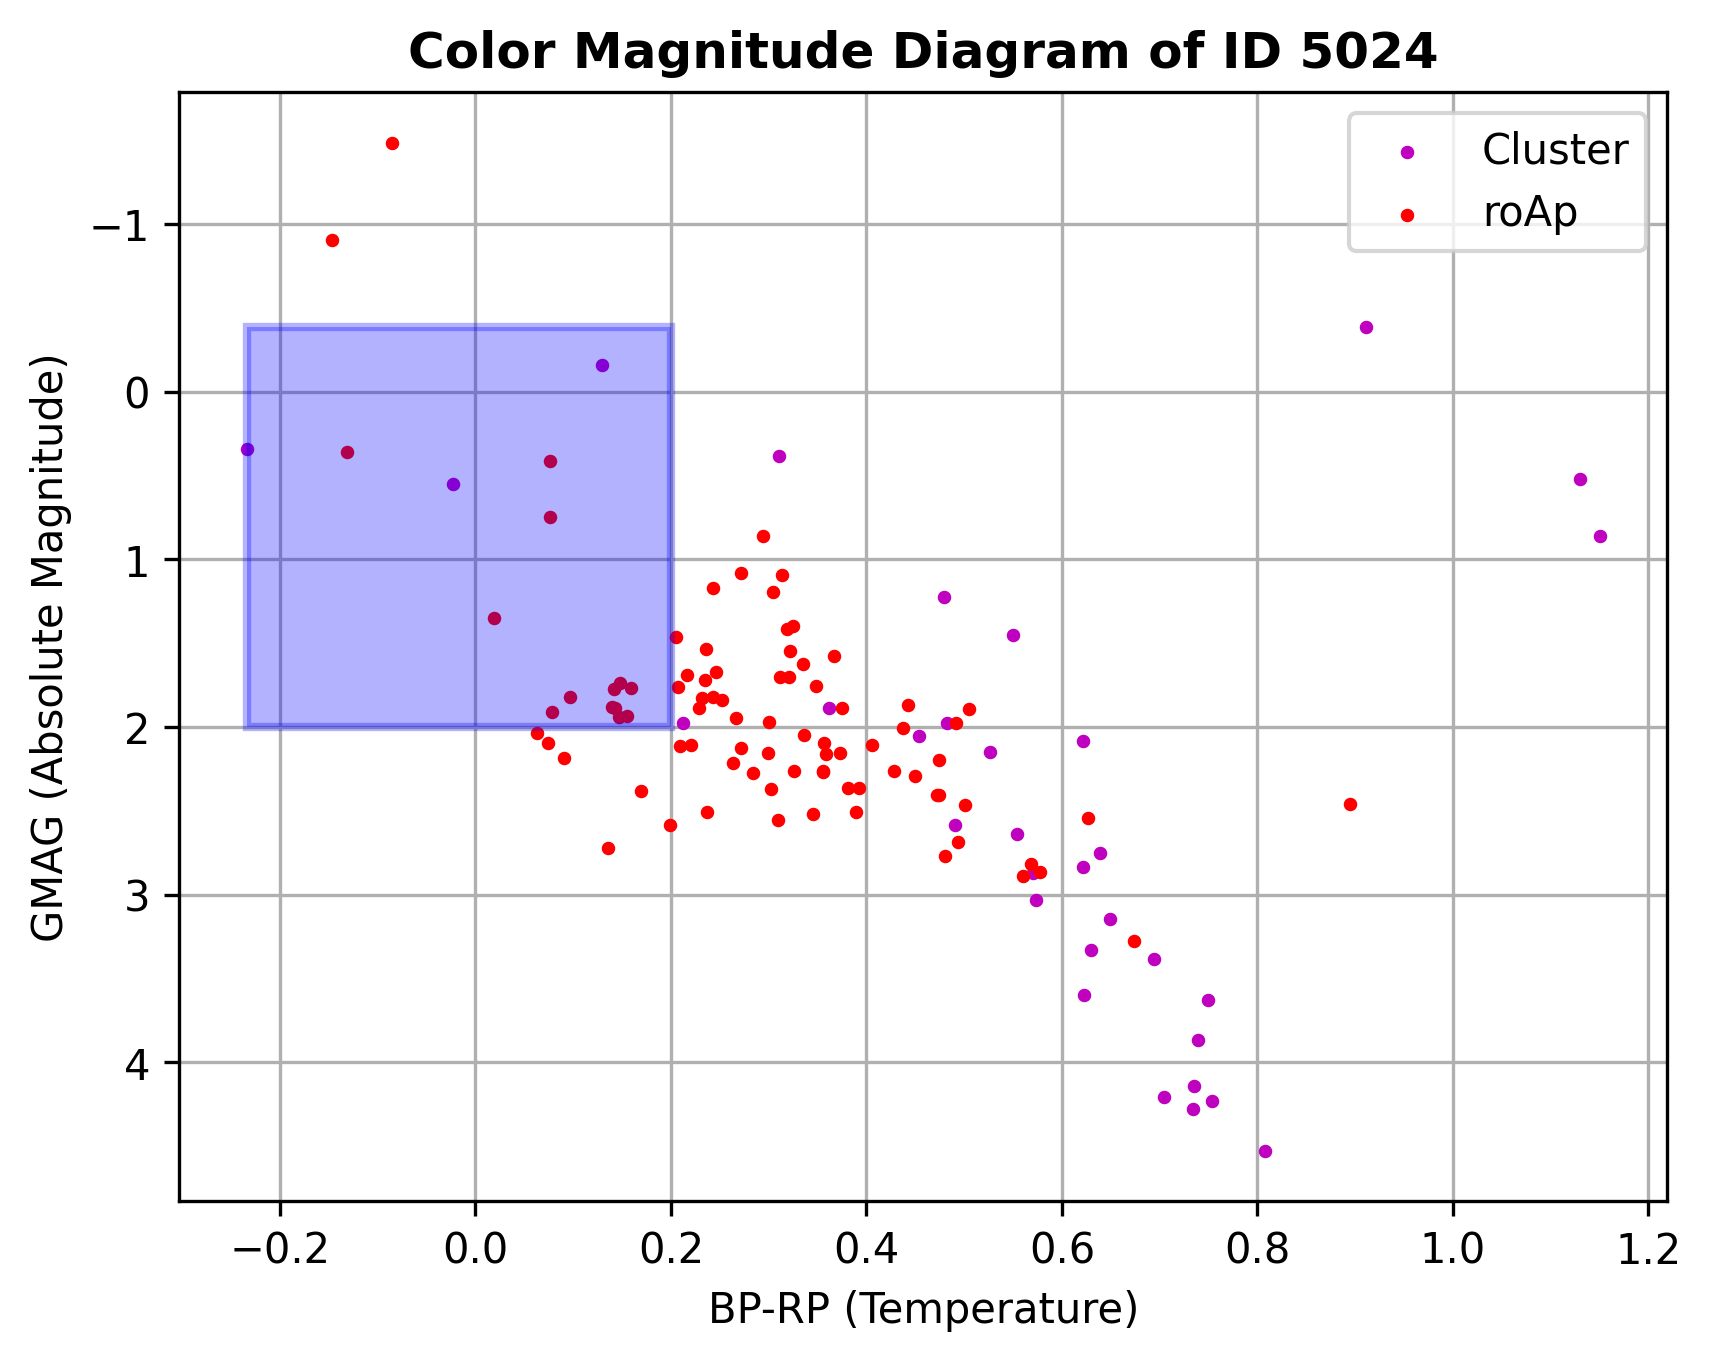 Color Magnitude Diagram of ID 5024
Cluster
roAp
GMAG (Absolute Magnitude)
−1
0
1
2
3
4
−0.2 0.0 0.2 0.4 0.6 0.8 1.0 1.2
BP-RP (Temperature)